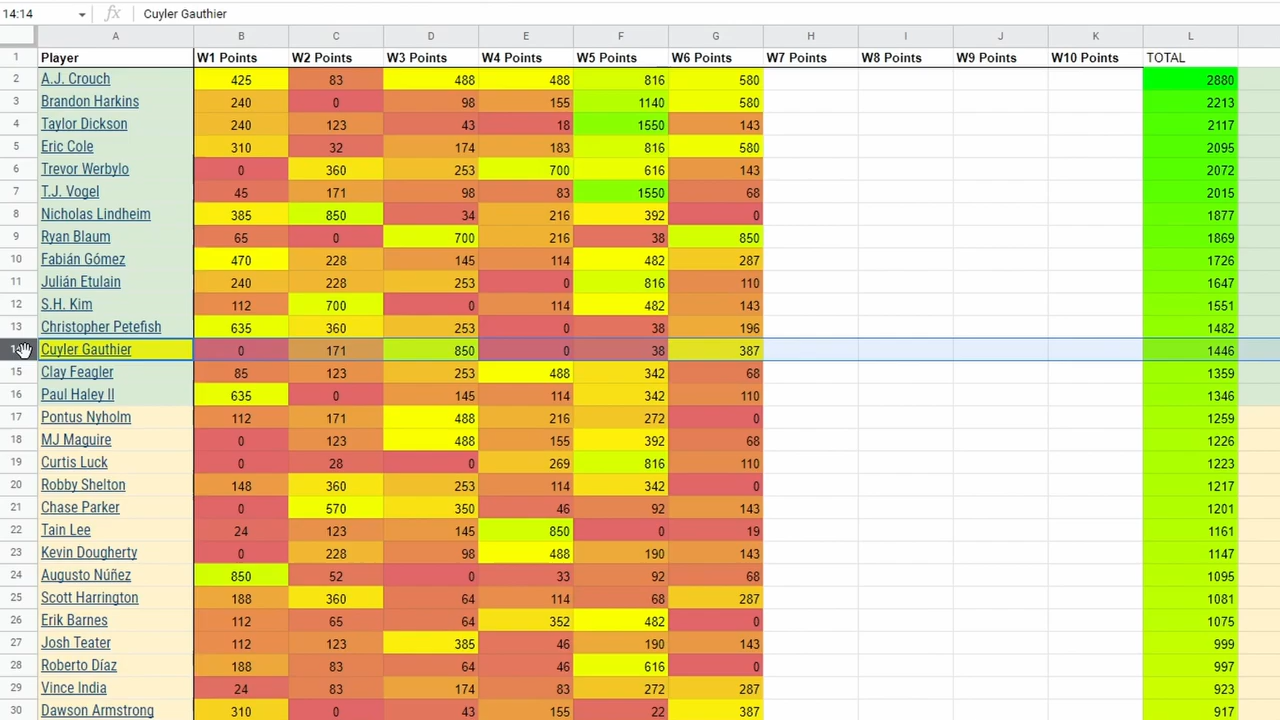 14:14 fx Cuyler Gauthier
A B C D E F G H I J K L
1 Player W1 Points W2 Points W3 Points W4 Points W5 Points W6 Points W7 Points W8 Points W9 Points W10 Points TOTAL
2 A.J. Crouch 425 83 488 488 816 580 2880
3 Brandon Harkins 240 0 98 155 1140 580 2213
4 Taylor Dickson 240 123 43 18 1550 143 2117
5 Eric Cole 310 32 174 183 816 580 2095
6 Trevor Werbylo 0 360 253 700 616 143 2072
7 T.J. Vogel 45 171 98 83 1550 68 2015
8 Nicholas Lindheim 385 850 34 216 392 0 1877
9 Ryan Blaum 65 0 700 216 38 850 1869
10 Fabián Gómez 470 228 145 114 482 287 1726
11 Julián Etulain 240 228 253 0 816 110 1647
12 S.H. Kim 112 700 0 114 482 143 1551
13 Christopher Petefish 635 360 253 0 38 196 1482
Cuyler Gauthier 0 171 850 0 38 387 1446
15 Clay Feagler 85 123 253 488 342 68 1359
16 Paul Haley II 635 0 145 114 342 110 1346
17 Pontus Nyholm 112 171 488 216 272 0 1259
18 MJ Maguire 0 123 488 155 392 68 1226
19 Curtis Luck 0 28 0 269 816 110 1223
20 Robby Shelton 148 360 253 114 342 0 1217
21 Chase Parker 0 570 350 46 92 143 1201
22 Tain Lee 24 123 145 850 0 19 1161
23 Kevin Dougherty 0 228 98 488 190 143 1147
24 Augusto Núñez 850 52 0 33 92 68 1095
25 Scott Harrington 188 360 64 114 68 287 1081
26 Erik Barnes 112 65 64 352 482 0 1075
27 Josh Teater 112 123 385 46 190 143 999
28 Roberto Díaz 188 83 64 46 616 0 997
29 Vince India 24 83 174 83 272 287 923
30 Dawson Armstrong 310 0 43 155 22 387 917